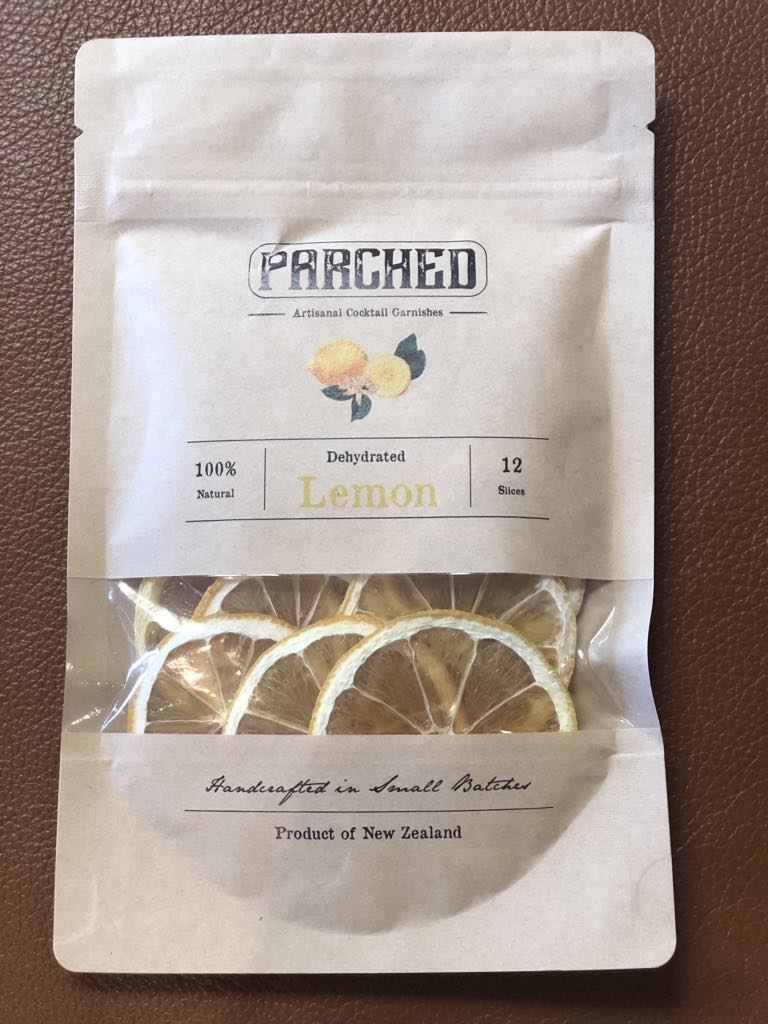 PARCHED
Artisanal Cocktail Garnishes
100%
Natural
Dehydrated
Lemon
12
Slices
Handcrafted in Small Batches
Product of New Zealand